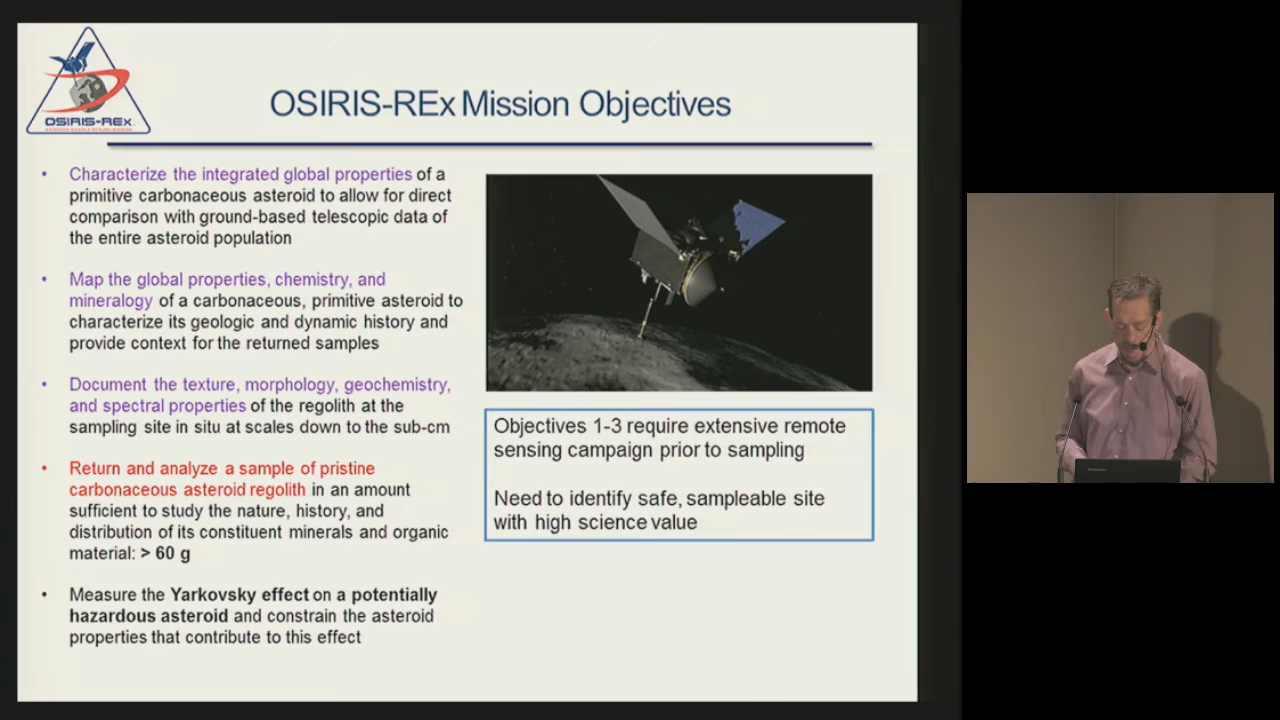 OSIRIS-REx
OSIRIS-REx Mission Objectives
• Characterize the integrated global properties of a
primitive carbonaceous asteroid to allow for direct
comparison with ground-based telescopic data of
the entire asteroid population
• Map the global properties, chemistry, and
mineralogy of a carbonaceous, primitive asteroid to
characterize its geologic and dynamic history and
provide context for the returned samples
• Document the texture, morphology, geochemistry,
and spectral properties of the regolith at the
sampling site in situ at scales down to the sub-cm
• Return and analyze a sample of pristine
carbonaceous asteroid regolith in an amount
sufficient to study the nature, history, and
distribution of its constituent minerals and organic
material: > 60 g
• Measure the Yarkovsky effect on a potentially
hazardous asteroid and constrain the asteroid
properties that contribute to this effect
Objectives 1-3 require extensive remote
sensing campaign prior to sampling
Need to identify safe, sampleable site
with high science value